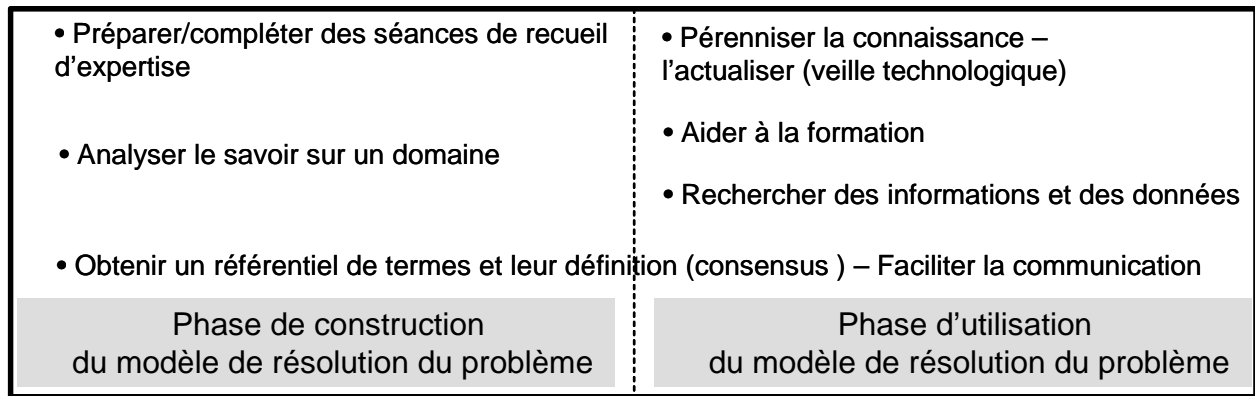 • Préparer/compléter des séances de recueil
d'expertise
• Analyser le savoir sur un domaine
• Pérenniser la connaissance –
l'actualiser (veille technologique)
• Aider à la formation
• Rechercher des informations et des données
• Obtenir un référentiel de termes et leur définition (consensus ) – Faciliter la communication
Phase de construction
du modèle de résolution du problème
Phase d'utilisation
du modèle de résolution du problème